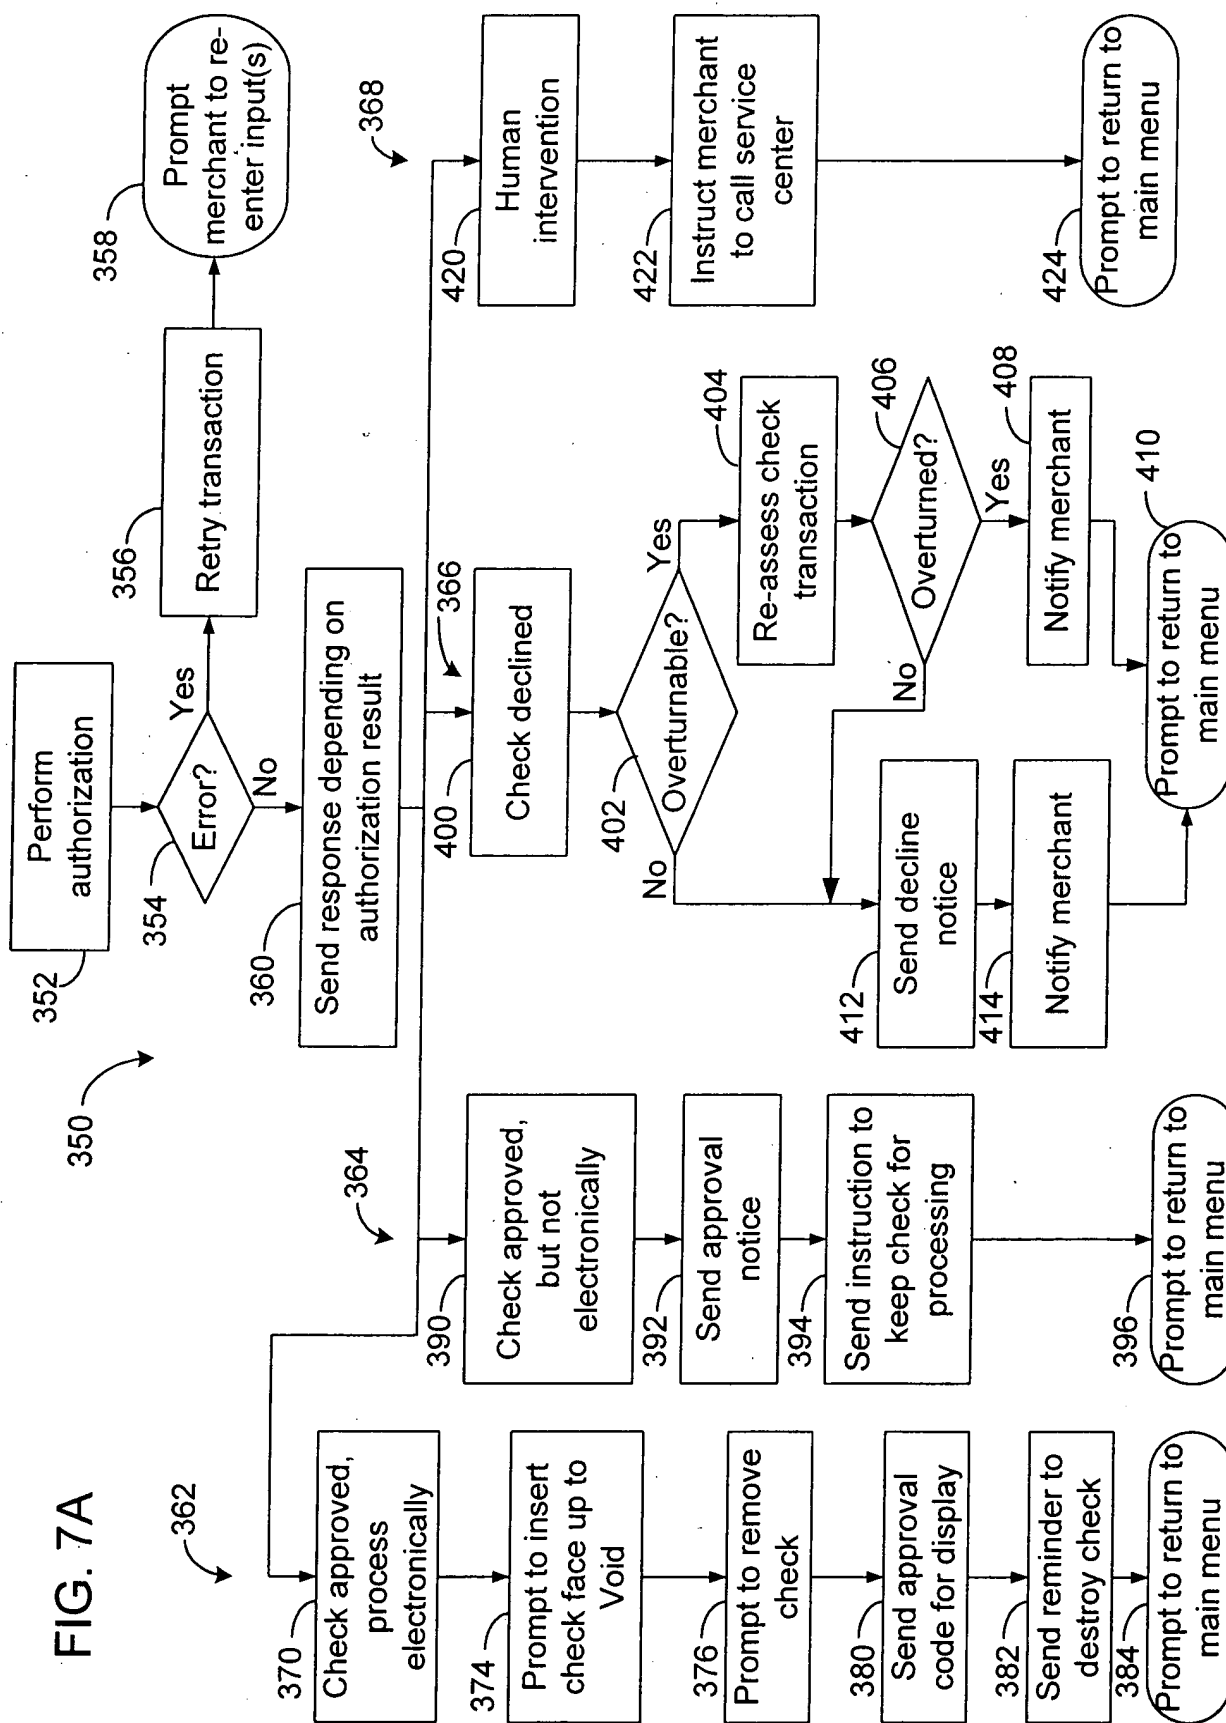 FIG. 7A
350
352
Perform
authorization
354
Error?
Yes
No
356
Retry transaction
358
Prompt
merchant to re-
enter input(s)
360
Send response depending on
authorization result
362
370
Check approved,
process
electronically
374
Prompt to insert
check face up to
Void
376
Prompt to remove
check
380
Send approval
code for display
382
Send reminder to
destroy check
384
Prompt to return to
main menu
364
390
Check approved,
but not
electronically
392
Send approval
notice
394
Send instruction to
keep check for
processing
396
Prompt to return to
main menu
366
400
Check declined
402
Overturnable?
No
Yes
404
Re-assess check
transaction
406
Overturned?
No
Yes
408
Notify merchant
410
Prompt to return to
main menu
412
Send decline
notice
414
Notify merchant
368
420
Human
intervention
422
Instruct merchant
to call service
center
424
Prompt to return to
main menu